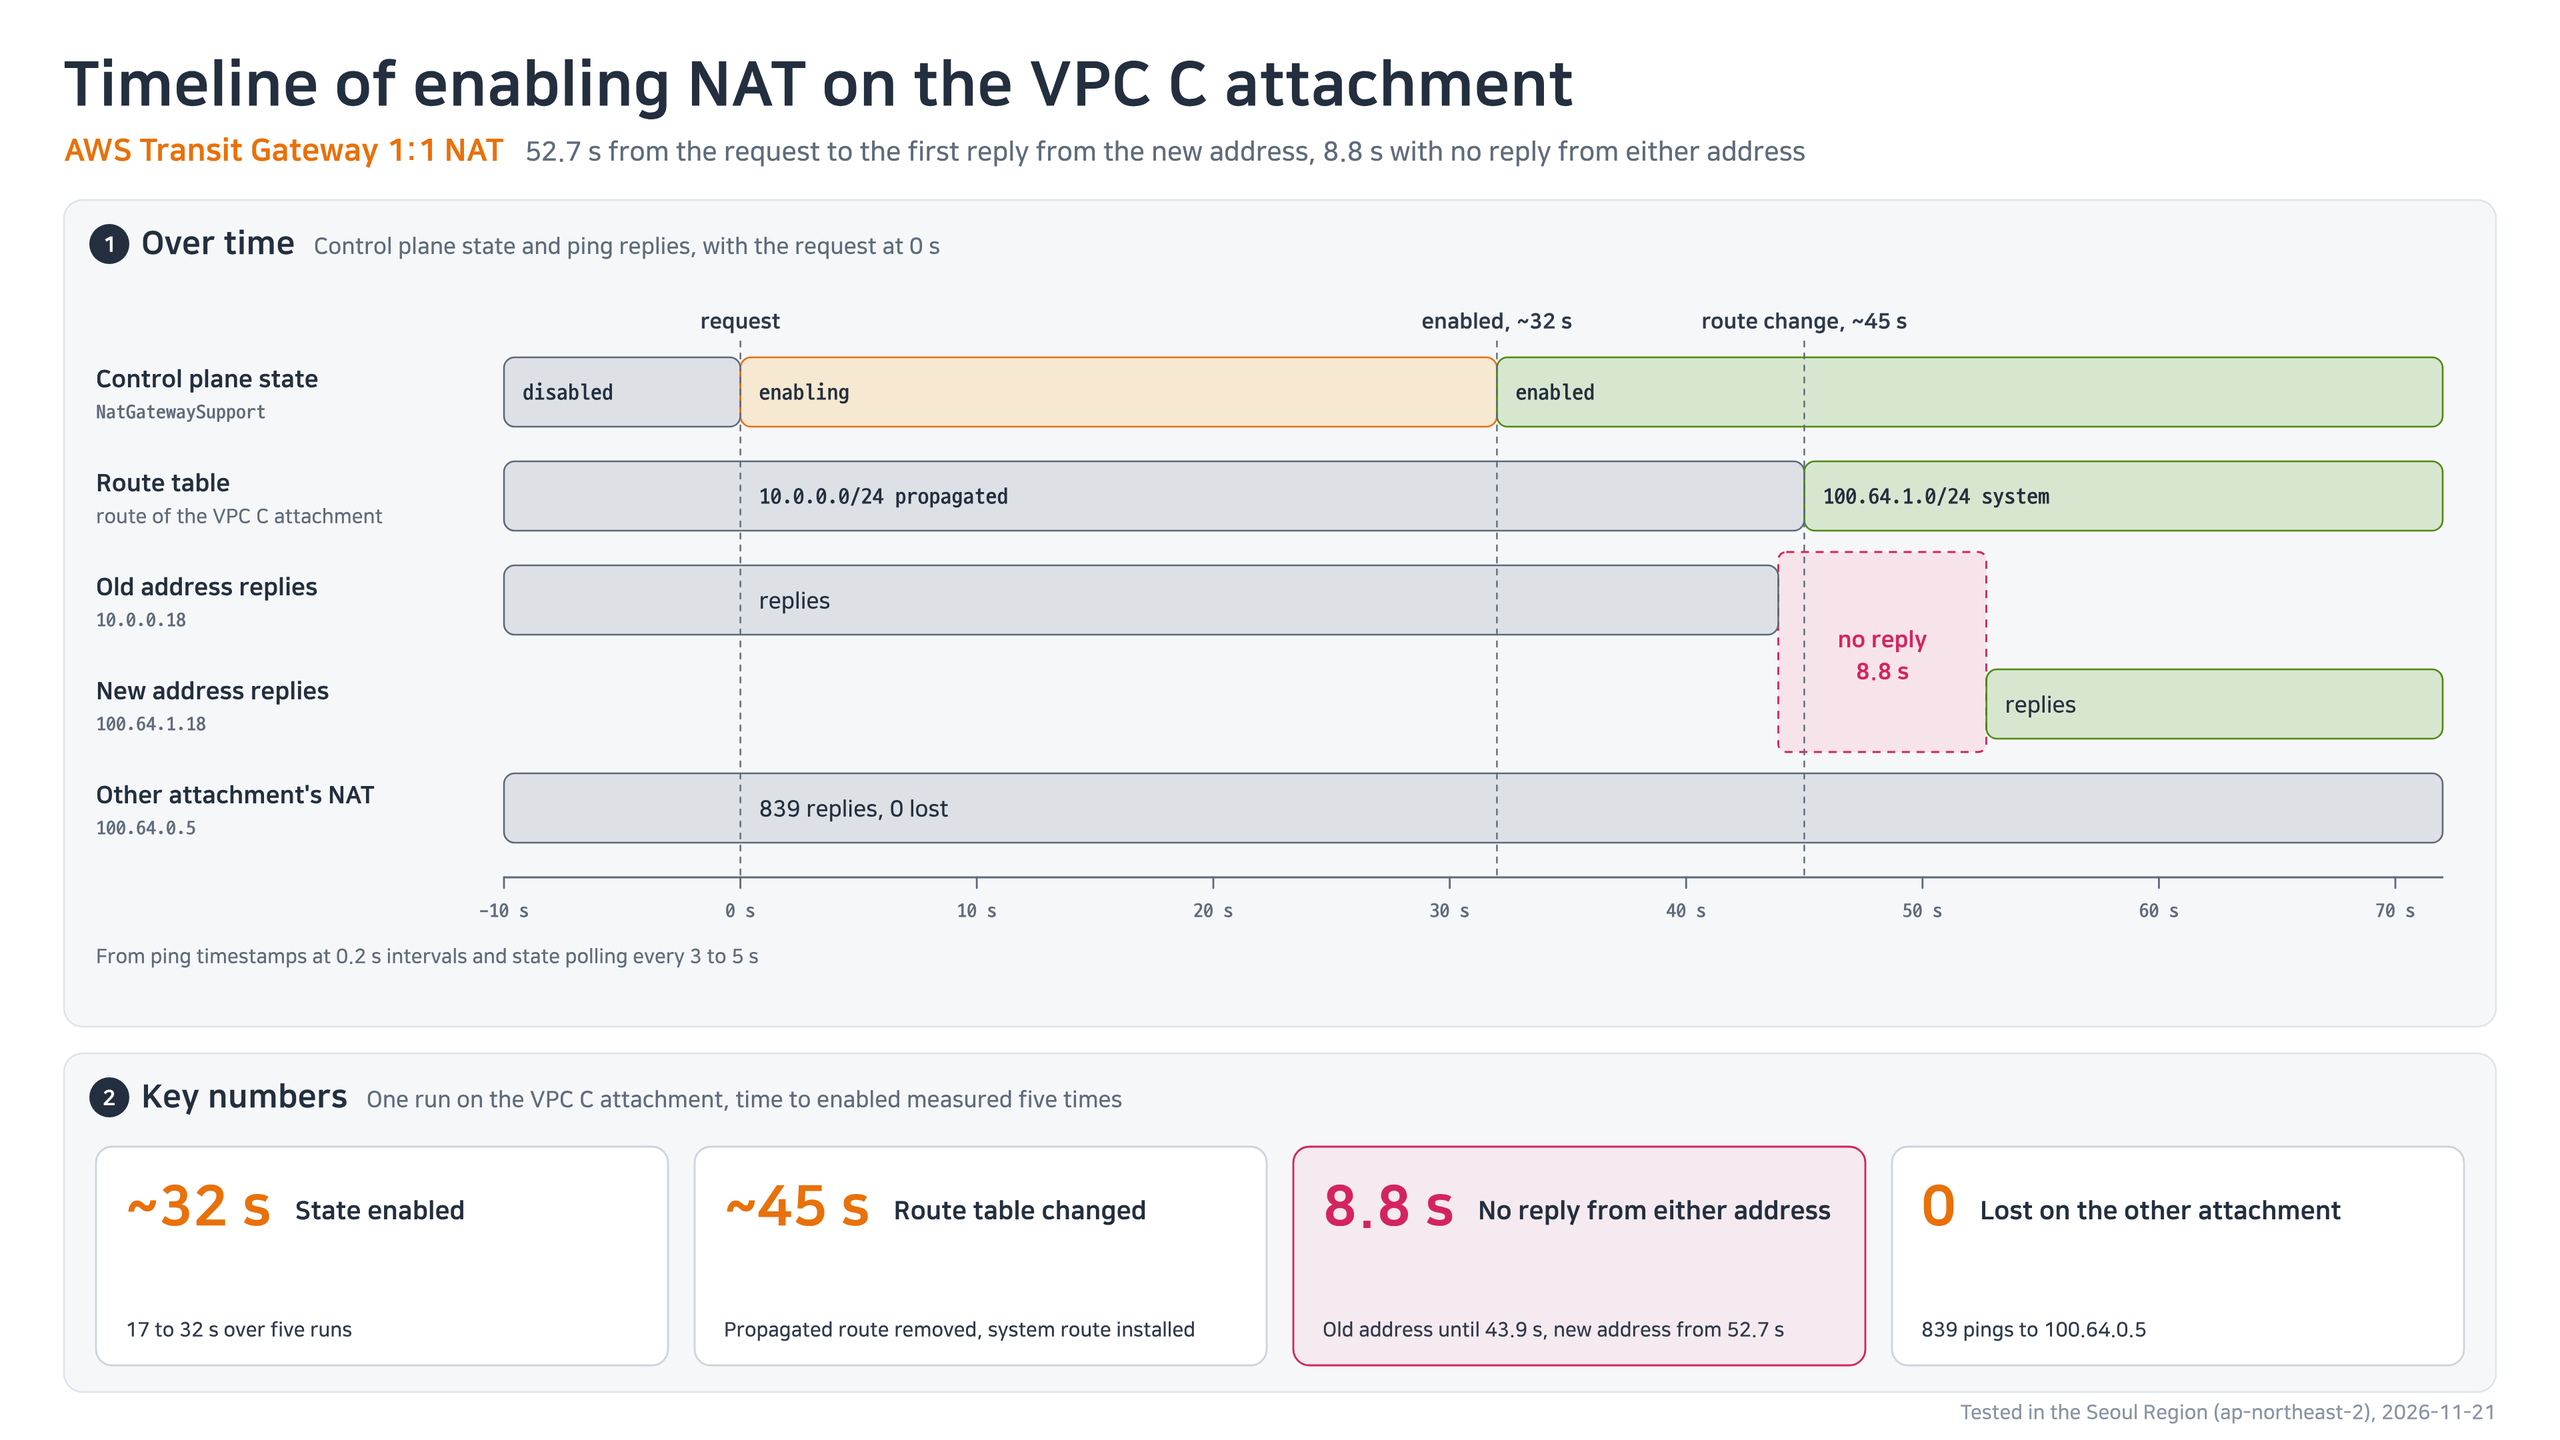 Timeline of enabling NAT on the VPC C attachment
AWS Transit Gateway 1:1 NAT 52.7 s from the request to the first reply from the new address, 8.8 s with no reply from either address
1 Over time Control plane state and ping replies, with the request at 0 s
request enabled, ~32 s route change, ~45 s
Control plane state
NatGatewaySupport
disabled enabling enabled
Route table
route of the VPC C attachment
10.0.0.0/24 propagated 100.64.1.0/24 system
Old address replies
10.0.0.18
replies
no reply
8.8 s
New address replies
100.64.1.18
replies
Other attachment's NAT
100.64.0.5
839 replies, 0 lost
-10 s 0 s 10 s 20 s 30 s 40 s 50 s 60 s 70 s
From ping timestamps at 0.2 s intervals and state polling every 3 to 5 s
2 Key numbers One run on the VPC C attachment, time to enabled measured five times
~32 s State enabled
17 to 32 s over five runs
~45 s Route table changed
Propagated route removed, system route installed
8.8 s No reply from either address
Old address until 43.9 s, new address from 52.7 s
0 Lost on the other attachment
839 pings to 100.64.0.5
Tested in the Seoul Region (ap-northeast-2), 2026-11-21